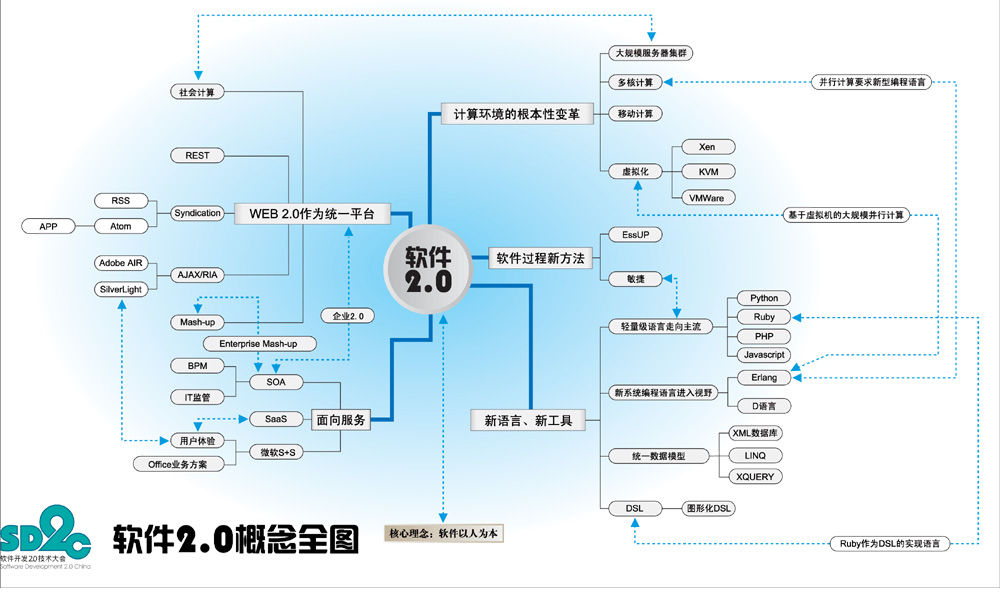 大规模服务器集群
社会计算
多核计算
并行计算要求新型编程语言
计算环境的根本性变革
移动计算
REST
Xen
虚拟化
KVM
RSS
VMWare
Syndication
WEB 2.0作为统一平台
基于虚拟机的大规模并行计算
APP
Atom
EssUP
软件
2.0
软件过程新方法
Adobe AIR
AJAX/RIA
敏捷
SilverLight
Python
企业2.0
Ruby
Mash-up
轻量级语言走向主流
PHP
Enterprise Mash-up
Javascript
BPM
SOA
Erlang
IT监管
新系统编程语言进入视野
D语言
SaaS
面向服务
新语言、新工具
用户体验
XML数据库
微软S+S
统一数据模型
LINQ
Office业务方案
XQUERY
DSL
图形化DSL
SD2C
软件2.0概念全图
核心理念：软件以人为本
Ruby作为DSL的实现语言
软件开发2.0技术大会
Software Development 2.0 China